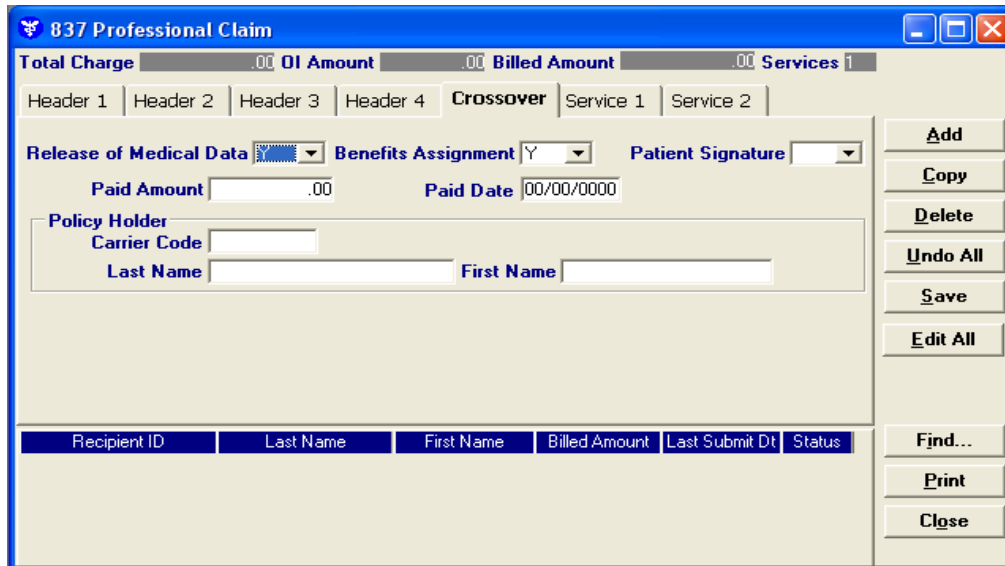 837 Professional Claim
Total Charge .00 OI Amount .00 Billed Amount .00 Services 1
Header 1 Header 2 Header 3 Header 4 Crossover Service 1 Service 2
Release of Medical Data Y Benefits Assignment Y Patient Signature
Paid Amount .00 Paid Date 00/00/0000
Policy Holder
Carrier Code
Last Name First Name
Add
Copy
Delete
Undo All
Save
Edit All
Recipient ID Last Name First Name Billed Amount Last Submit Dt Status
Find...
Print
Close